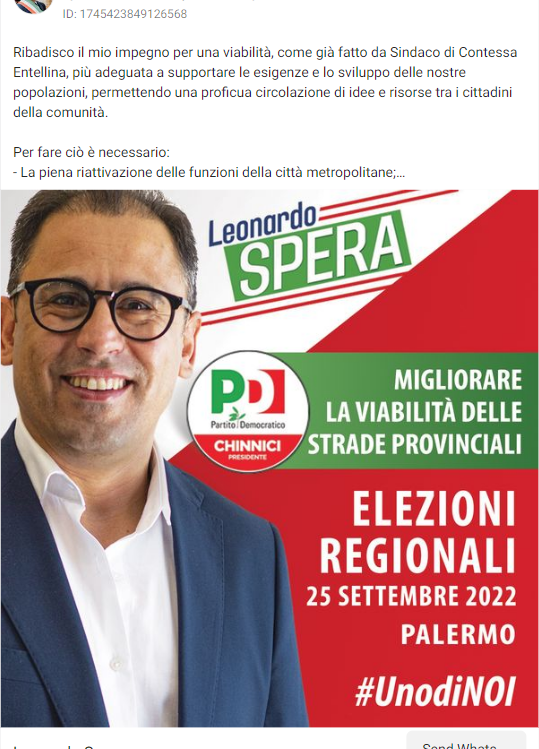 ID: 1745423849126568
Ribadisco il mio impegno per una viabilità, come già fatto da Sindaco di Contessa
Entellina, più adeguata a supportare le esigenze e lo sviluppo delle nostre
popolazioni, permettendo una proficua circolazione di idee e risorse tra i cittadini
della comunità.
Per fare ciò è necessario:
- La piena riattivazione delle funzioni della città metropolitane;...
Leonardo
SPERA
PD
Partito Democratico
CHINNICI
PRESIDENTE
MIGLIORARE
LA VIABILITÀ DELLE
STRADE PROVINCIALI
ELEZIONI
REGIONALI
25 SETTEMBRE 2022
PALERMO
#UnodiNOI